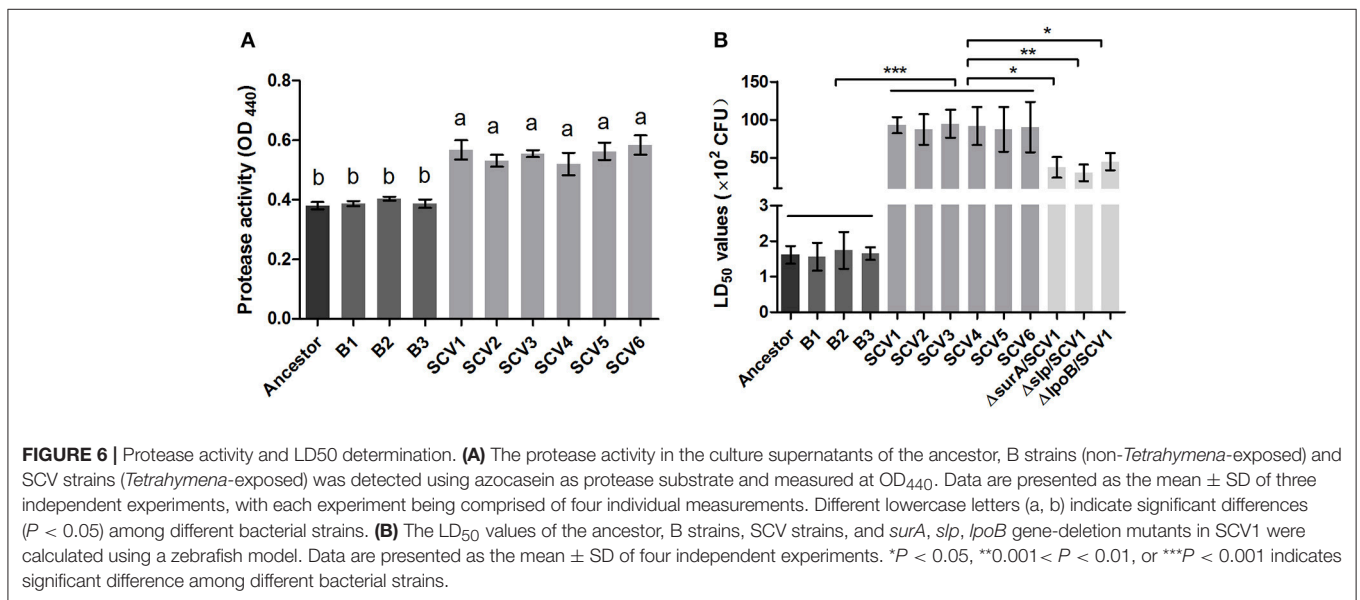 A
Protease activity (OD 440)
0.8
0.6
0.4
0.2
0.0
b b b b a a a a a a
Ancestor B1 B2 B3 SCV1 SCV2 SCV3 SCV4 SCV5 SCV6
B
LD50 values (×10² CFU)
150
100
50
3
2
1
0
*
**
*** *
Ancestor B1 B2 B3 SCV1 SCV2 SCV3 SCV4 SCV5 SCV6 ΔsurA/SCV1 Δslp/SCV1 ΔlpoB/SCV1
FIGURE 6 | Protease activity and LD50 determination. (A) The protease activity in the culture supernatants of the ancestor, B strains (non-Tetrahymena-exposed) and
SCV strains (Tetrahymena-exposed) was detected using azocasein as protease substrate and measured at OD440. Data are presented as the mean ± SD of three
independent experiments, with each experiment being comprised of four individual measurements. Different lowercase letters (a, b) indicate significant differences
(P < 0.05) among different bacterial strains. (B) The LD50 values of the ancestor, B strains, SCV strains, and surA, slp, lpoB gene-deletion mutants in SCV1 were
calculated using a zebrafish model. Data are presented as the mean ± SD of four independent experiments. *P < 0.05, **0.001< P < 0.01, or ***P < 0.001 indicates
significant difference among different bacterial strains.